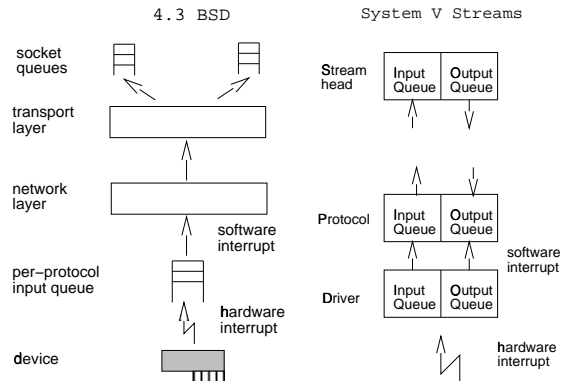 4.3 BSD
socket
queues
transport
layer
network
layer
software
interrupt
per-protocol
input queue
hardware
interrupt
device
System V Streams
Stream
head
Input
Queue
Output
Queue
Protocol
Input
Queue
Output
Queue
software
interrupt
Driver
Input
Queue
Output
Queue
hardware
interrupt